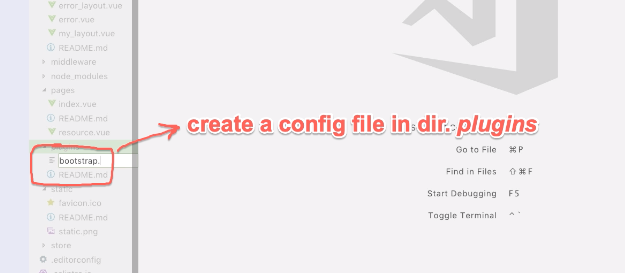 error_layout.vue
error.vue
my_layout.vue
README.md
middleware
node_modules
pages
index.vue
README.md
resource.vue
create a config file in dir. plugins
bootstrap.
README.md
static
favicon.ico
README.md
static.png
store
.editorconfig
Go to File ⌘ P
Find in Files ⇧ ⌘ F
Start Debugging F5
Toggle Terminal ⌃ `